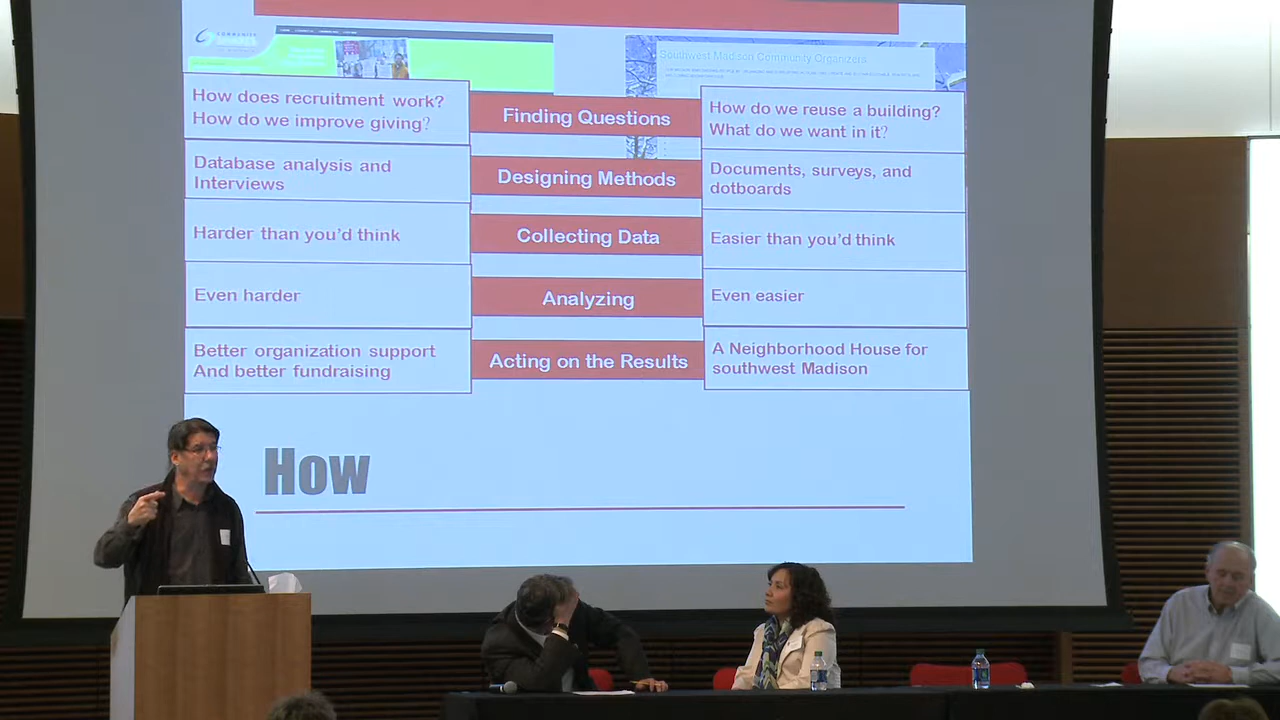 COMMUNITY
SHARES
Southwest Madison Community Organizers
How does recruitment work?
How do we improve giving?
Finding Questions
How do we reuse a building?
What do we want in it?
Database analysis and
Interviews
Designing Methods
Documents, surveys, and
dotboards
Harder than you'd think
Collecting Data
Easier than you'd think
Even harder
Analyzing
Even easier
Better organization support
And better fundraising
Acting on the Results
A Neighborhood House for
southwest Madison
How